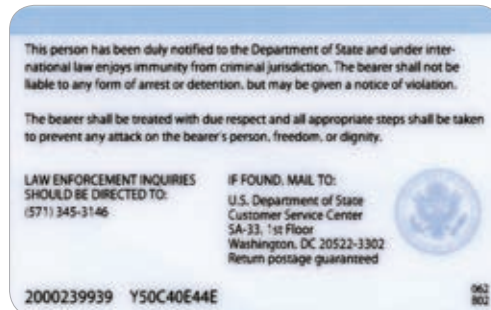 This person has been duly notified to the Department of State and under inter-
national law enjoys immunity from criminal jurisdiction. The bearer shall not be
liable to any form of arrest or detention, but may be given a notice of violation.
The bearer shall be treated with due respect and all appropriate steps shall be taken
to prevent any attack on the bearer's person, freedom, or dignity.
LAW ENFORCEMENT INQUIRIES
SHOULD BE DIRECTED TO:
(571) 345-3146
IF FOUND, MAIL TO:
U.S. Department of State
Customer Service Center
SA-33, 1st Floor
Washington, DC 20522-3302
Return postage guaranteed
2000239939 Y50C40E44E
062
802